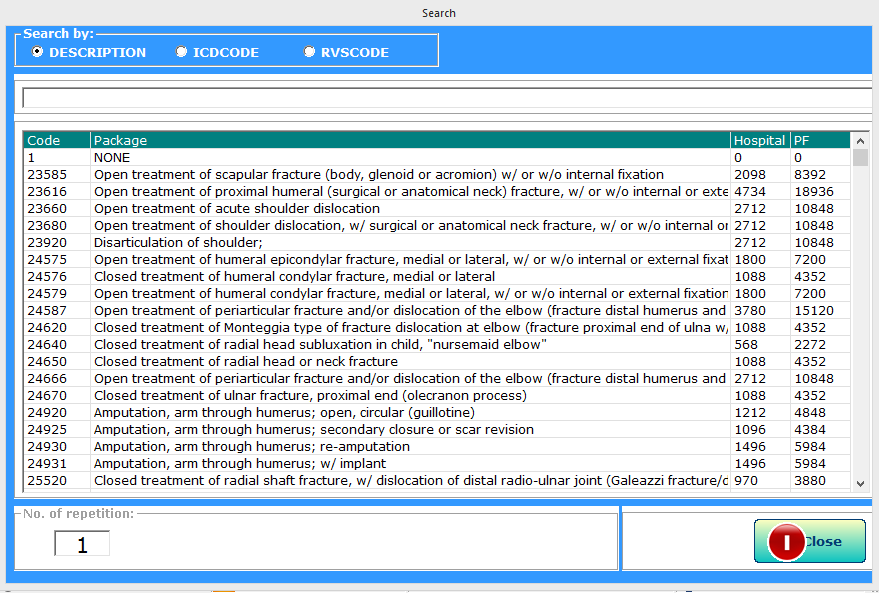 Search
Search by:
DESCRIPTION ICDCODE RVSCODE
Code Package Hospital PF
1 NONE 0 0
23585 Open treatment of scapular fracture (body, glenoid or acromion) w/ or w/o internal fixation 2098 8392
23616 Open treatment of proximal humeral (surgical or anatomical neck) fracture, w/ or w/o internal or exte 4734 18936
23660 Open treatment of acute shoulder dislocation 2712 10848
23680 Open treatment of shoulder dislocation, w/ surgical or anatomical neck fracture, w/ or w/o internal or 2712 10848
23920 Disarticulation of shoulder; 2712 10848
24575 Open treatment of humeral epicondylar fracture, medial or lateral, w/ or w/o internal or external fixat 1800 7200
24576 Closed treatment of humeral condylar fracture, medial or lateral 1088 4352
24579 Open treatment of humeral condylar fracture, medial or lateral, w/ or w/o internal or external fixation 1800 7200
24587 Open treatment of periarticular fracture and/or dislocation of the elbow (fracture distal humerus and 3780 15120
24620 Closed treatment of Monteggia type of fracture dislocation at elbow (fracture proximal end of ulna w/ 1088 4352
24640 Closed treatment of radial head subluxation in child, "nursemaid elbow" 568 2272
24650 Closed treatment of radial head or neck fracture 1088 4352
24666 Open treatment of periarticular fracture and/or dislocation of the elbow (fracture distal humerus and 2712 10848
24670 Closed treatment of ulnar fracture, proximal end (olecranon process) 1088 4352
24920 Amputation, arm through humerus; open, circular (guillotine) 1212 4848
24925 Amputation, arm through humerus; secondary closure or scar revision 1096 4384
24930 Amputation, arm through humerus; re-amputation 1496 5984
24931 Amputation, arm through humerus; w/ implant 1496 5984
25520 Closed treatment of radial shaft fracture, w/ dislocation of distal radio-ulnar joint (Galeazzi fracture/d 970 3880
No. of repetition:
1
Close